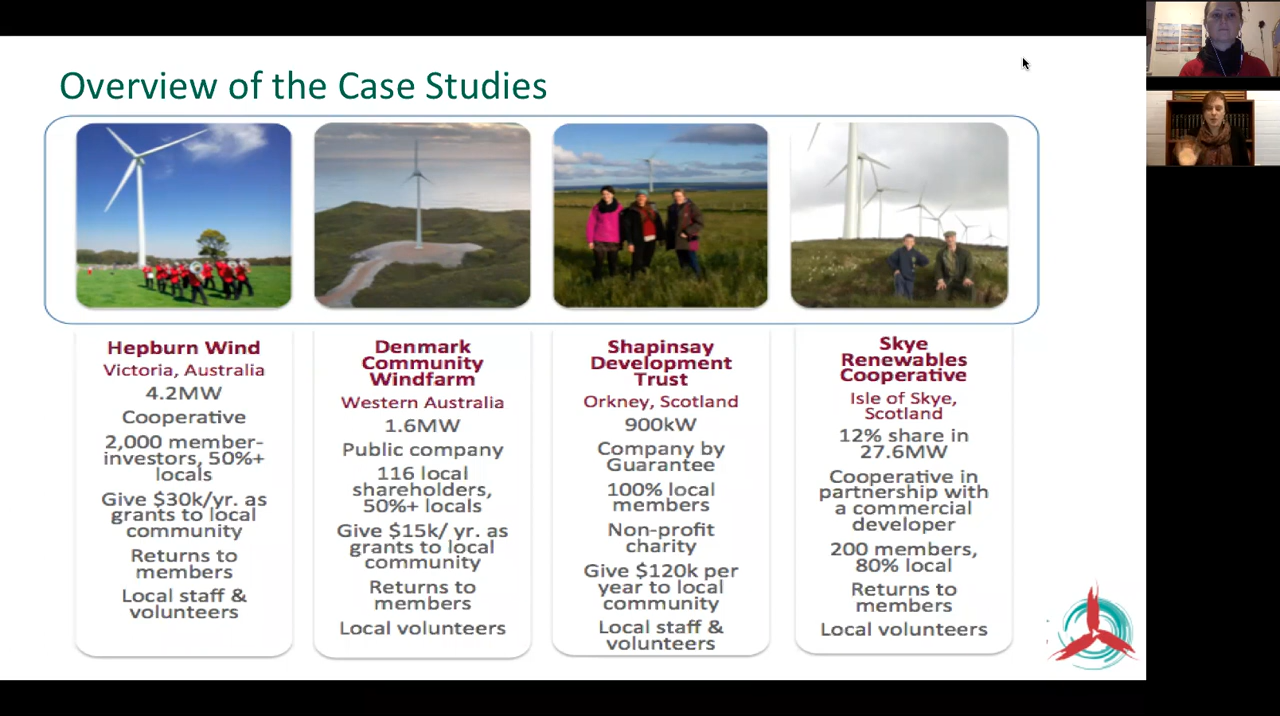 Overview of the Case Studies
Hepburn Wind
Victoria, Australia
4.2MW
Cooperative
2,000 member-
investors, 50%+
locals
Give $30k/yr. as
grants to local
community
Returns to
members
Local staff &
volunteers
Denmark
Community
Windfarm
Western Australia
1.6MW
Public company
116 local
shareholders,
50%+ locals
Give $15k/ yr. as
grants to local
community
Returns to
members
Local volunteers
Shapinsay
Development
Trust
Orkney, Scotland
900kW
Company by
Guarantee
100% local
members
Non-profit
charity
Give $120k per
year to local
community
Local staff &
volunteers
Skye
Renewables
Cooperative
Isle of Skye,
Scotland
12% share in
27.6MW
Cooperative in
partnership with
a commercial
developer
200 members,
80% local
Returns to
members
Local volunteers